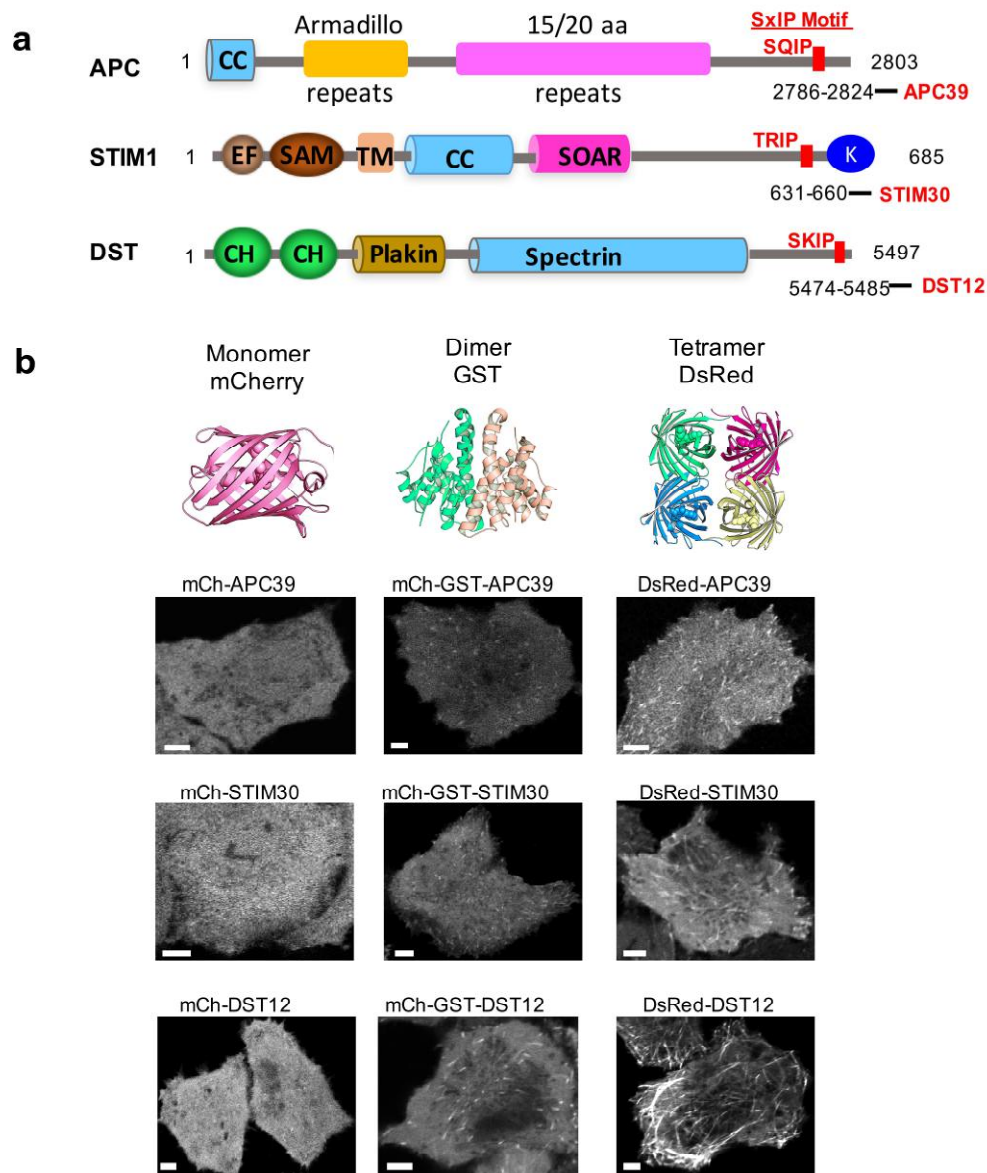 a
Armadillo
15/20 aa
SxIP Motif
SQIP
APC
1
CC
2803
repeats
repeats
2786-2824
APC39
TRIP
STIM1
1
EF
SAM
TM
CC
SOAR
K
685
631-660
STIM30
SKIP
DST
1
CH
CH
Plakin
Spectrin
5497
5474-5485
DST12
b
Monomer
mCherry
Dimer
GST
Tetramer
DsRed
mCh-APC39
mCh-GST-APC39
DsRed-APC39
mCh-STIM30
mCh-GST-STIM30
DsRed-STIM30
mCh-DST12
mCh-GST-DST12
DsRed-DST12